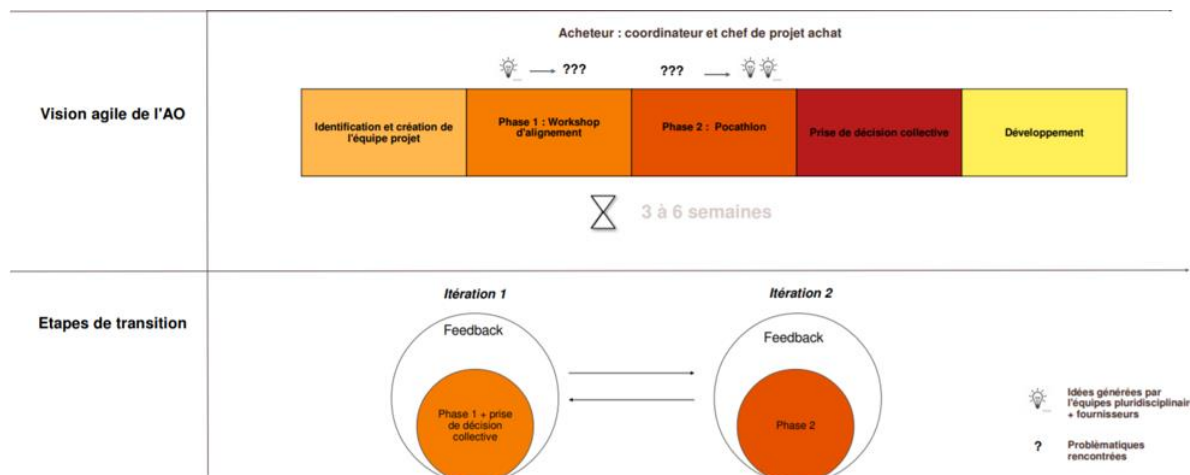 Acheteur : coordinateur et chef de projet achat
???
???
Vision agile de l'AO
Identification et création de
l'équipe projet
Phase 1 : Workshop
d'alignement
Phase 2 : Pocathlon
Prise de décision collective
Développement
3 à 6 semaines
Etapes de transition
Itération 1
Itération 2
Feedback
Feedback
Phase 1 + prise
de décision
collective
Phase 2
Idées générées par
l'équipes pluridisciplinair
+ fournisseurs
?
Problèmatiques
rencontrées